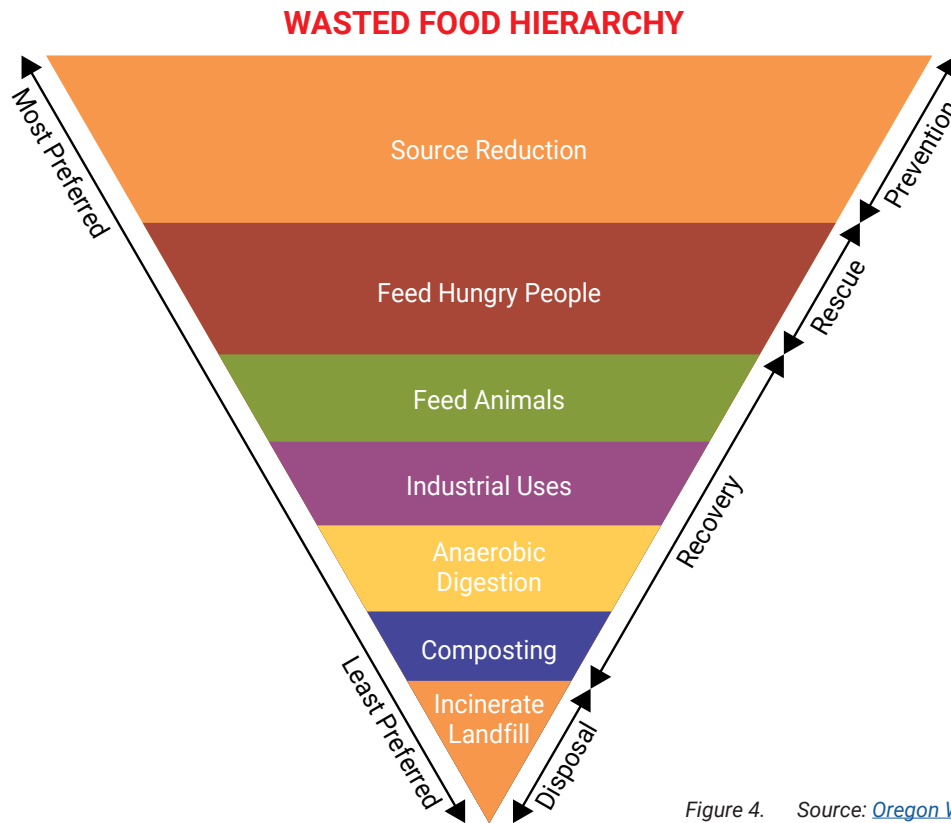 WASTED FOOD HIERARCHY
Most Preferred
Prevention
Source Reduction
Feed Hungry People
Rescue
Feed Animals
Industrial Uses
Recovery
Anaerobic
Digestion
Composting
Least Preferred
Incinerate
Landfill
Disposal
Figure 4. Source: Oregon